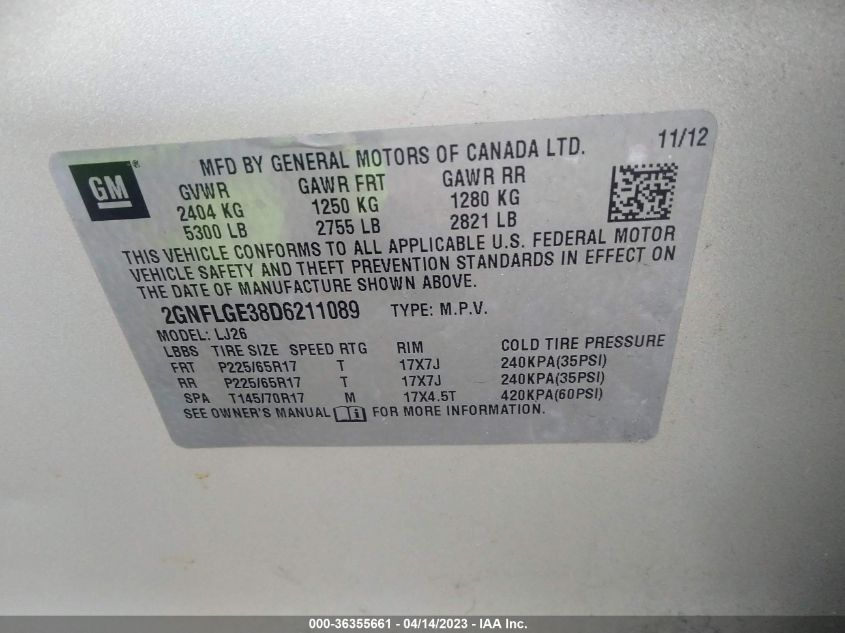 GM ® MFD BY GENERAL MOTORS OF CANADA LTD. 11/12
GVWR GAWR FRT GAWR RR
2404 KG 1250 KG 1280 KG
5300 LB 2755 LB 2821 LB
THIS VEHICLE CONFORMS TO ALL APPLICABLE U.S. FEDERAL MOTOR
VEHICLE SAFETY AND THEFT PREVENTION STANDARDS IN EFFECT ON
THE DATE OF MANUFACTURE SHOWN ABOVE.
2GNFLGE38D6211089 TYPE: M.P.V.
MODEL: LJ26
LBBS TIRE SIZE SPEED RTG RIM COLD TIRE PRESSURE
FRT P225/65R17 T 17X7J 240KPA(35PSI)
RR P225/65R17 T 17X7J 240KPA(35PSI)
SPA T145/70R17 M 17X4.5T 420KPA(60PSI)
SEE OWNER'S MANUAL FOR MORE INFORMATION.
000-36355661 - 04/14/2023 - IAA Inc.